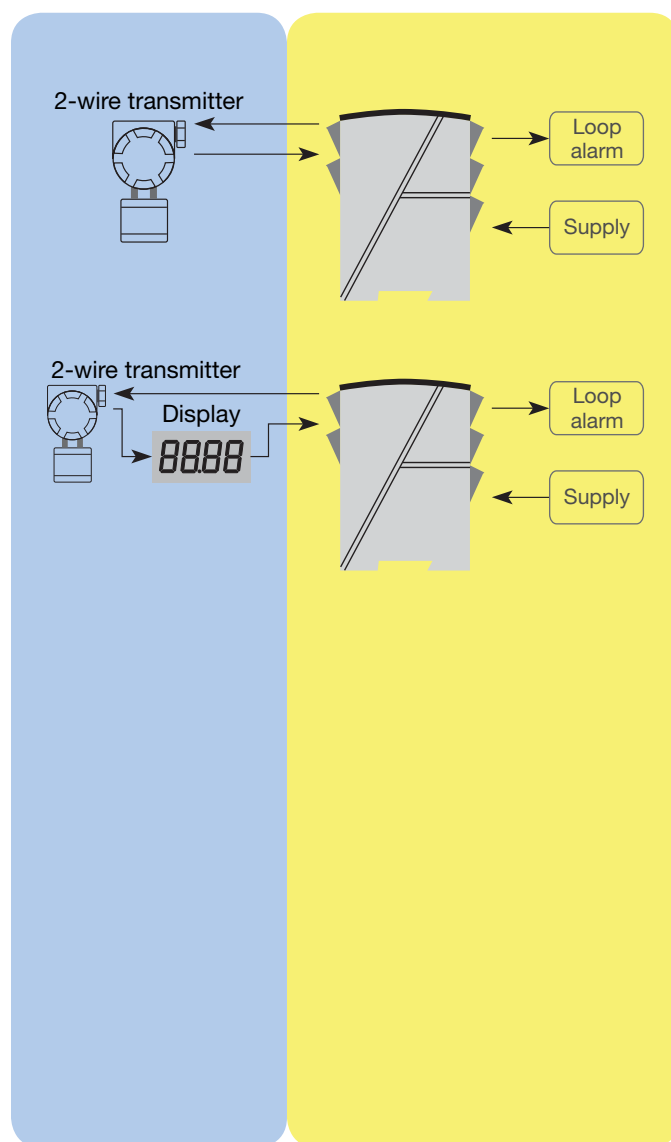 2-wire transmitter
Loop
alarm
Supply
2-wire transmitter
Display
88.88
Loop
alarm
Supply